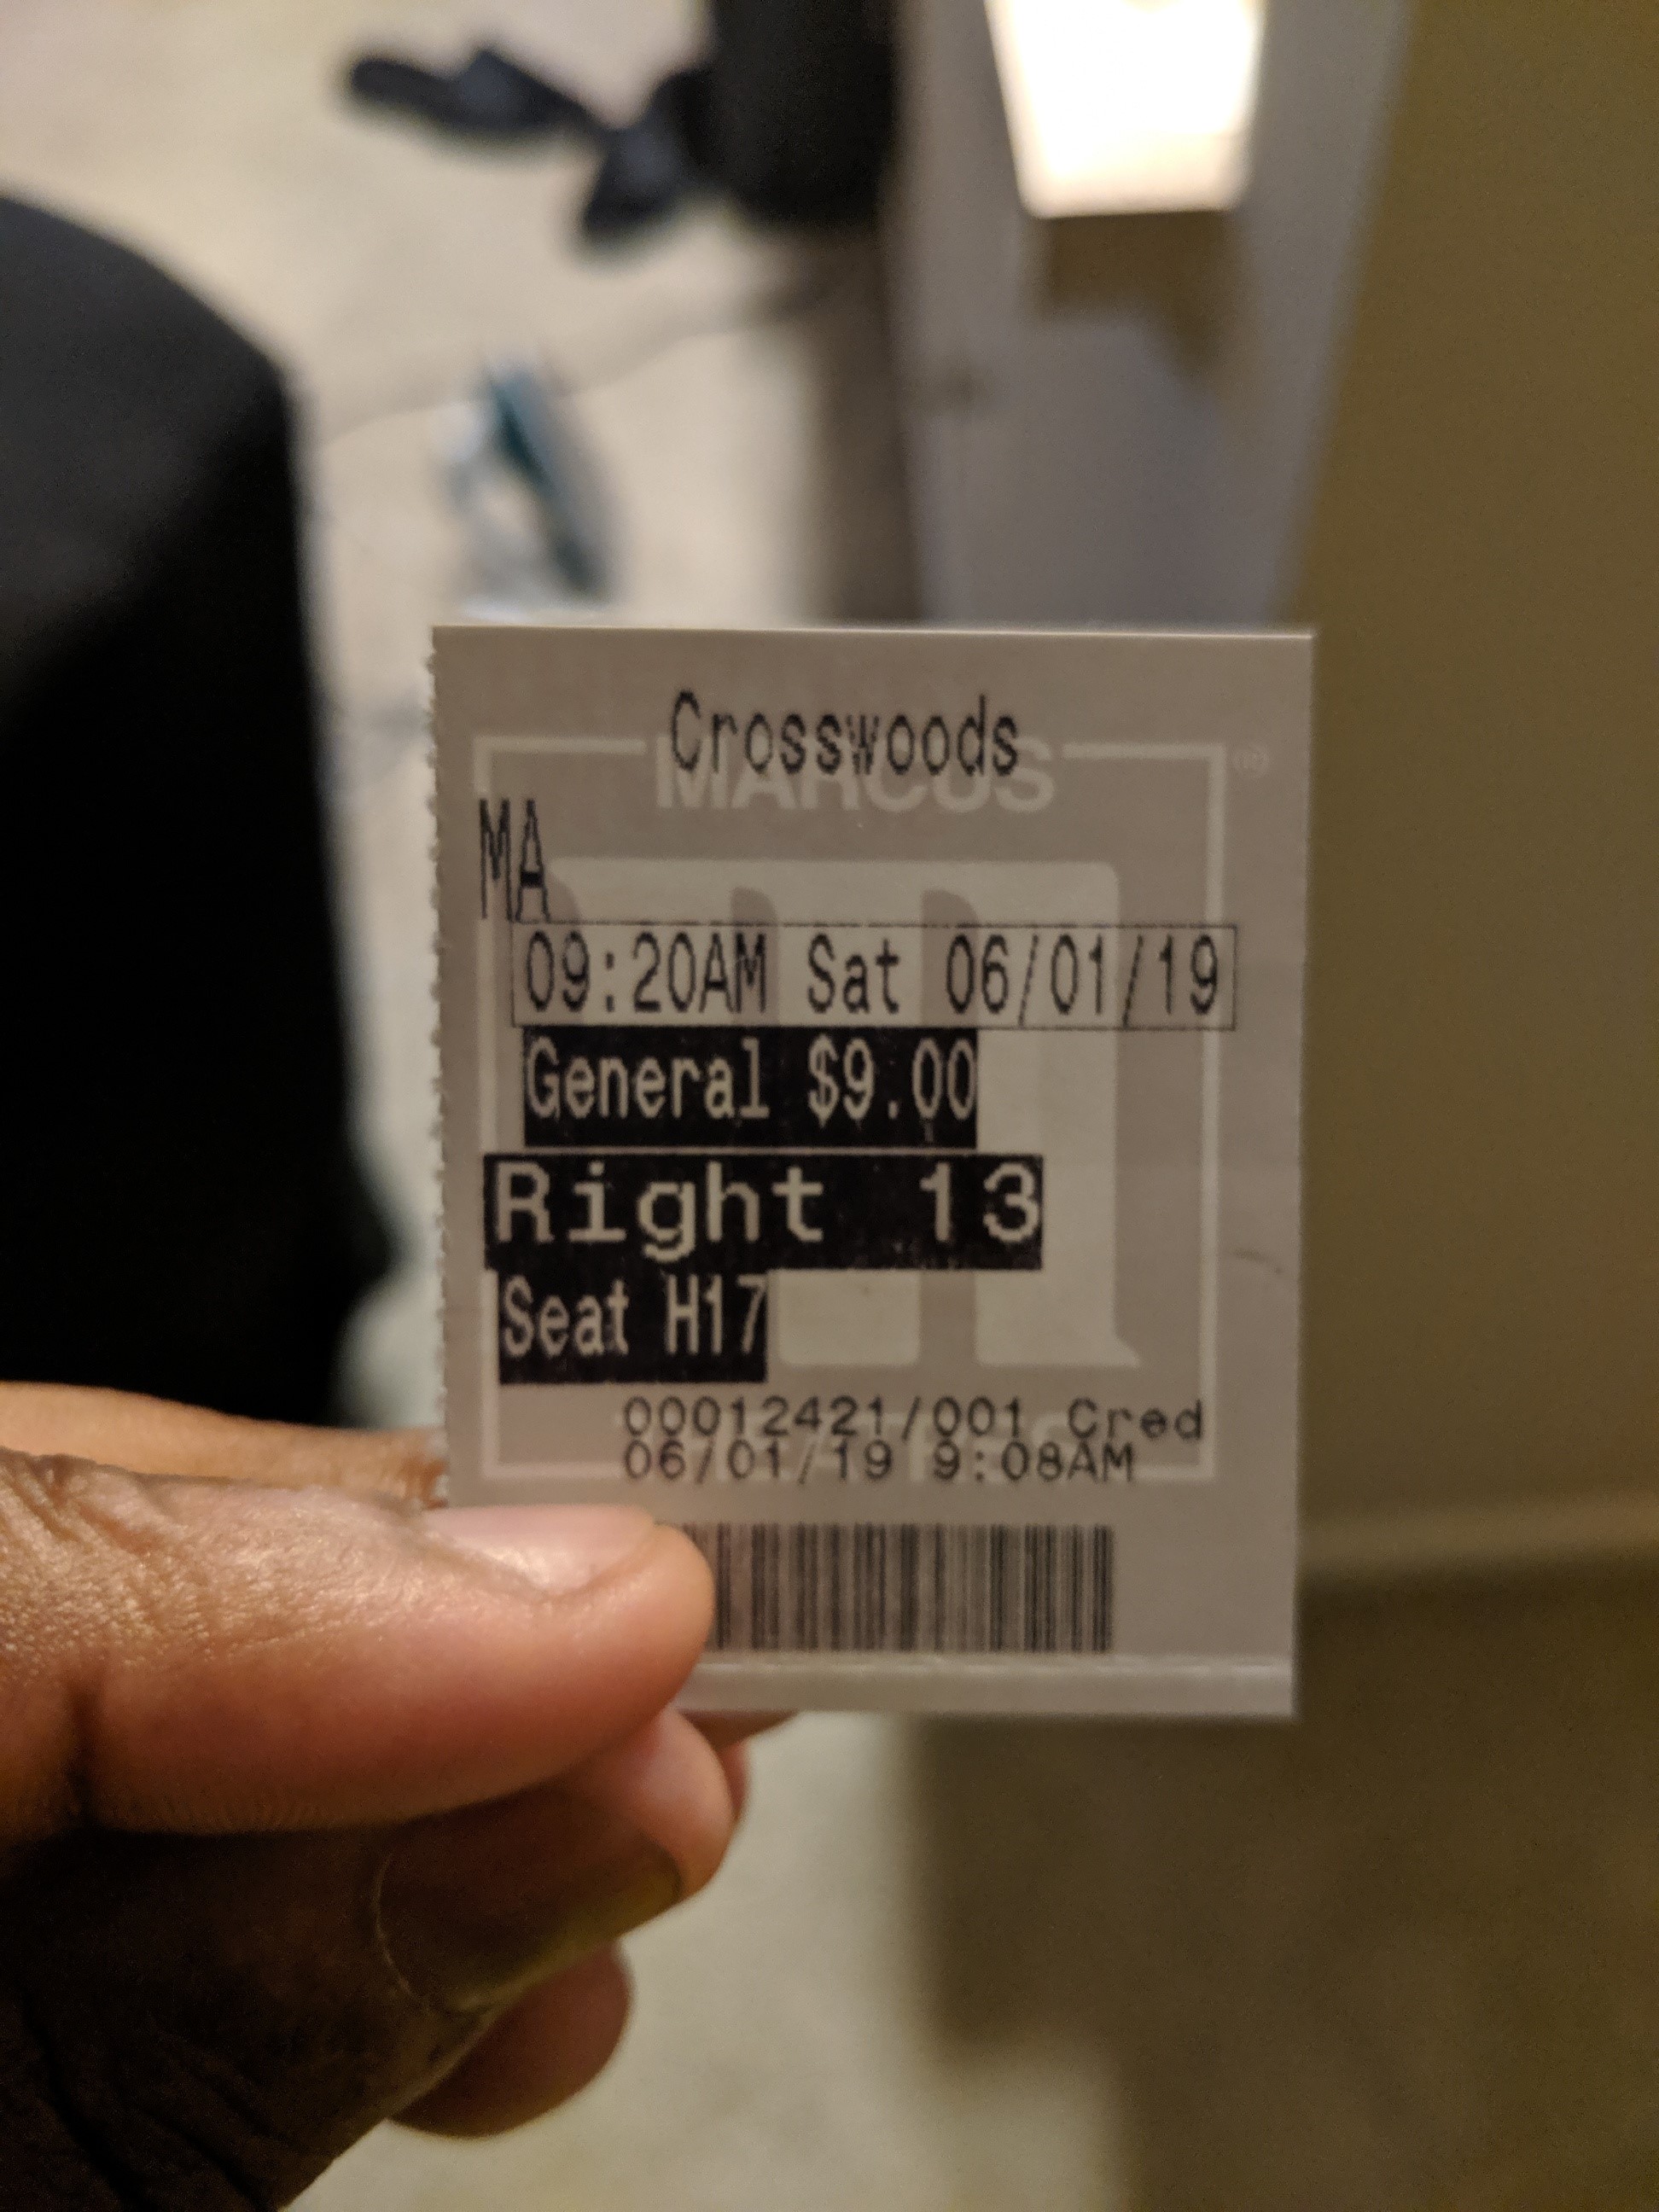 Crosswoods
MARCUS ®
MA
09:20AM Sat 06/01/19
General $9.00
Right 13
Seat H17
00012421/001 Cred
06/01/19 9:08AM